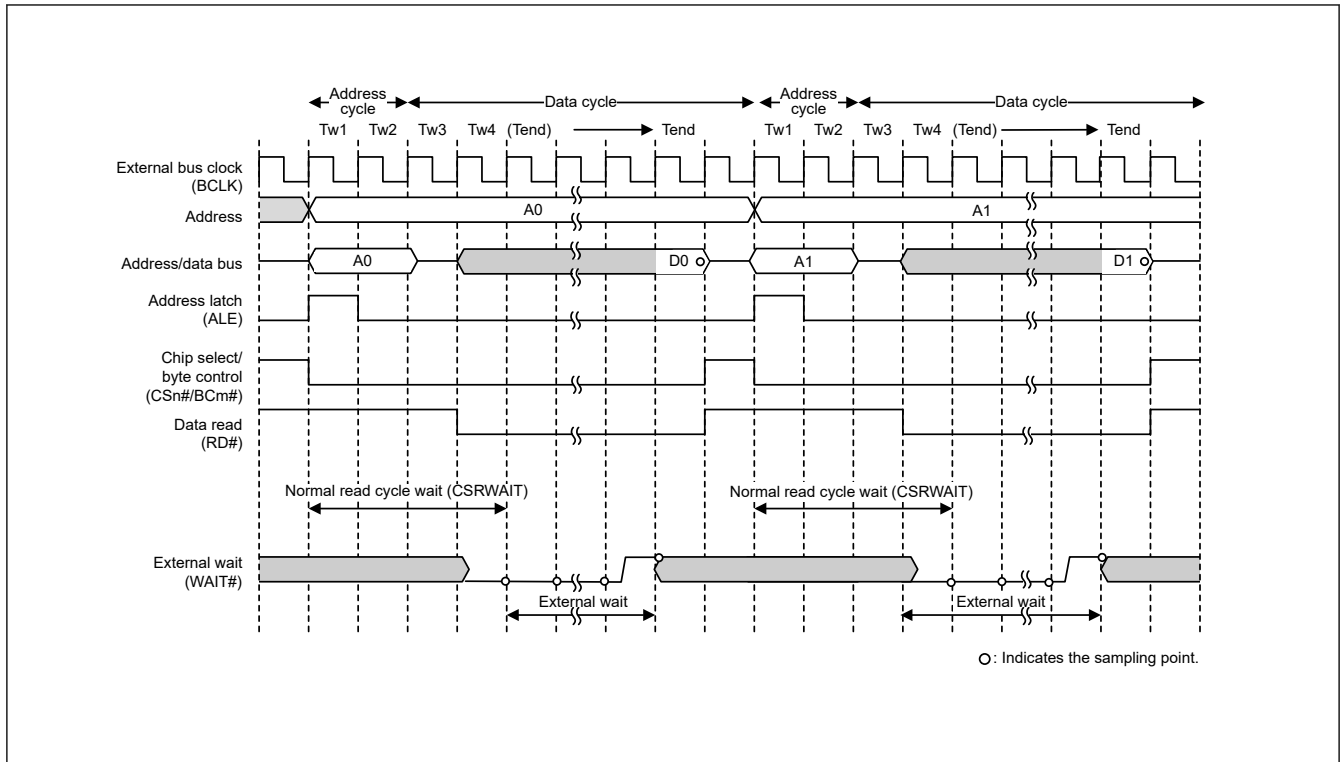 Address
cycle
Data cycle
Address
cycle
Data cycle
Tw1 Tw2 Tw3 Tw4 (Tend) Tend Tw1 Tw2 Tw3 Tw4 (Tend) Tend
External bus clock
(BCLK)
Address
A0
A1
Address/data bus
A0
D0
A1
D1
Address latch
(ALE)
Chip select/
byte control
(CSn#/BCm#)
Data read
(RD#)
Normal read cycle wait (CSRWAIT)
Normal read cycle wait (CSRWAIT)
External wait
(WAIT#)
External wait
External wait
: Indicates the sampling point.